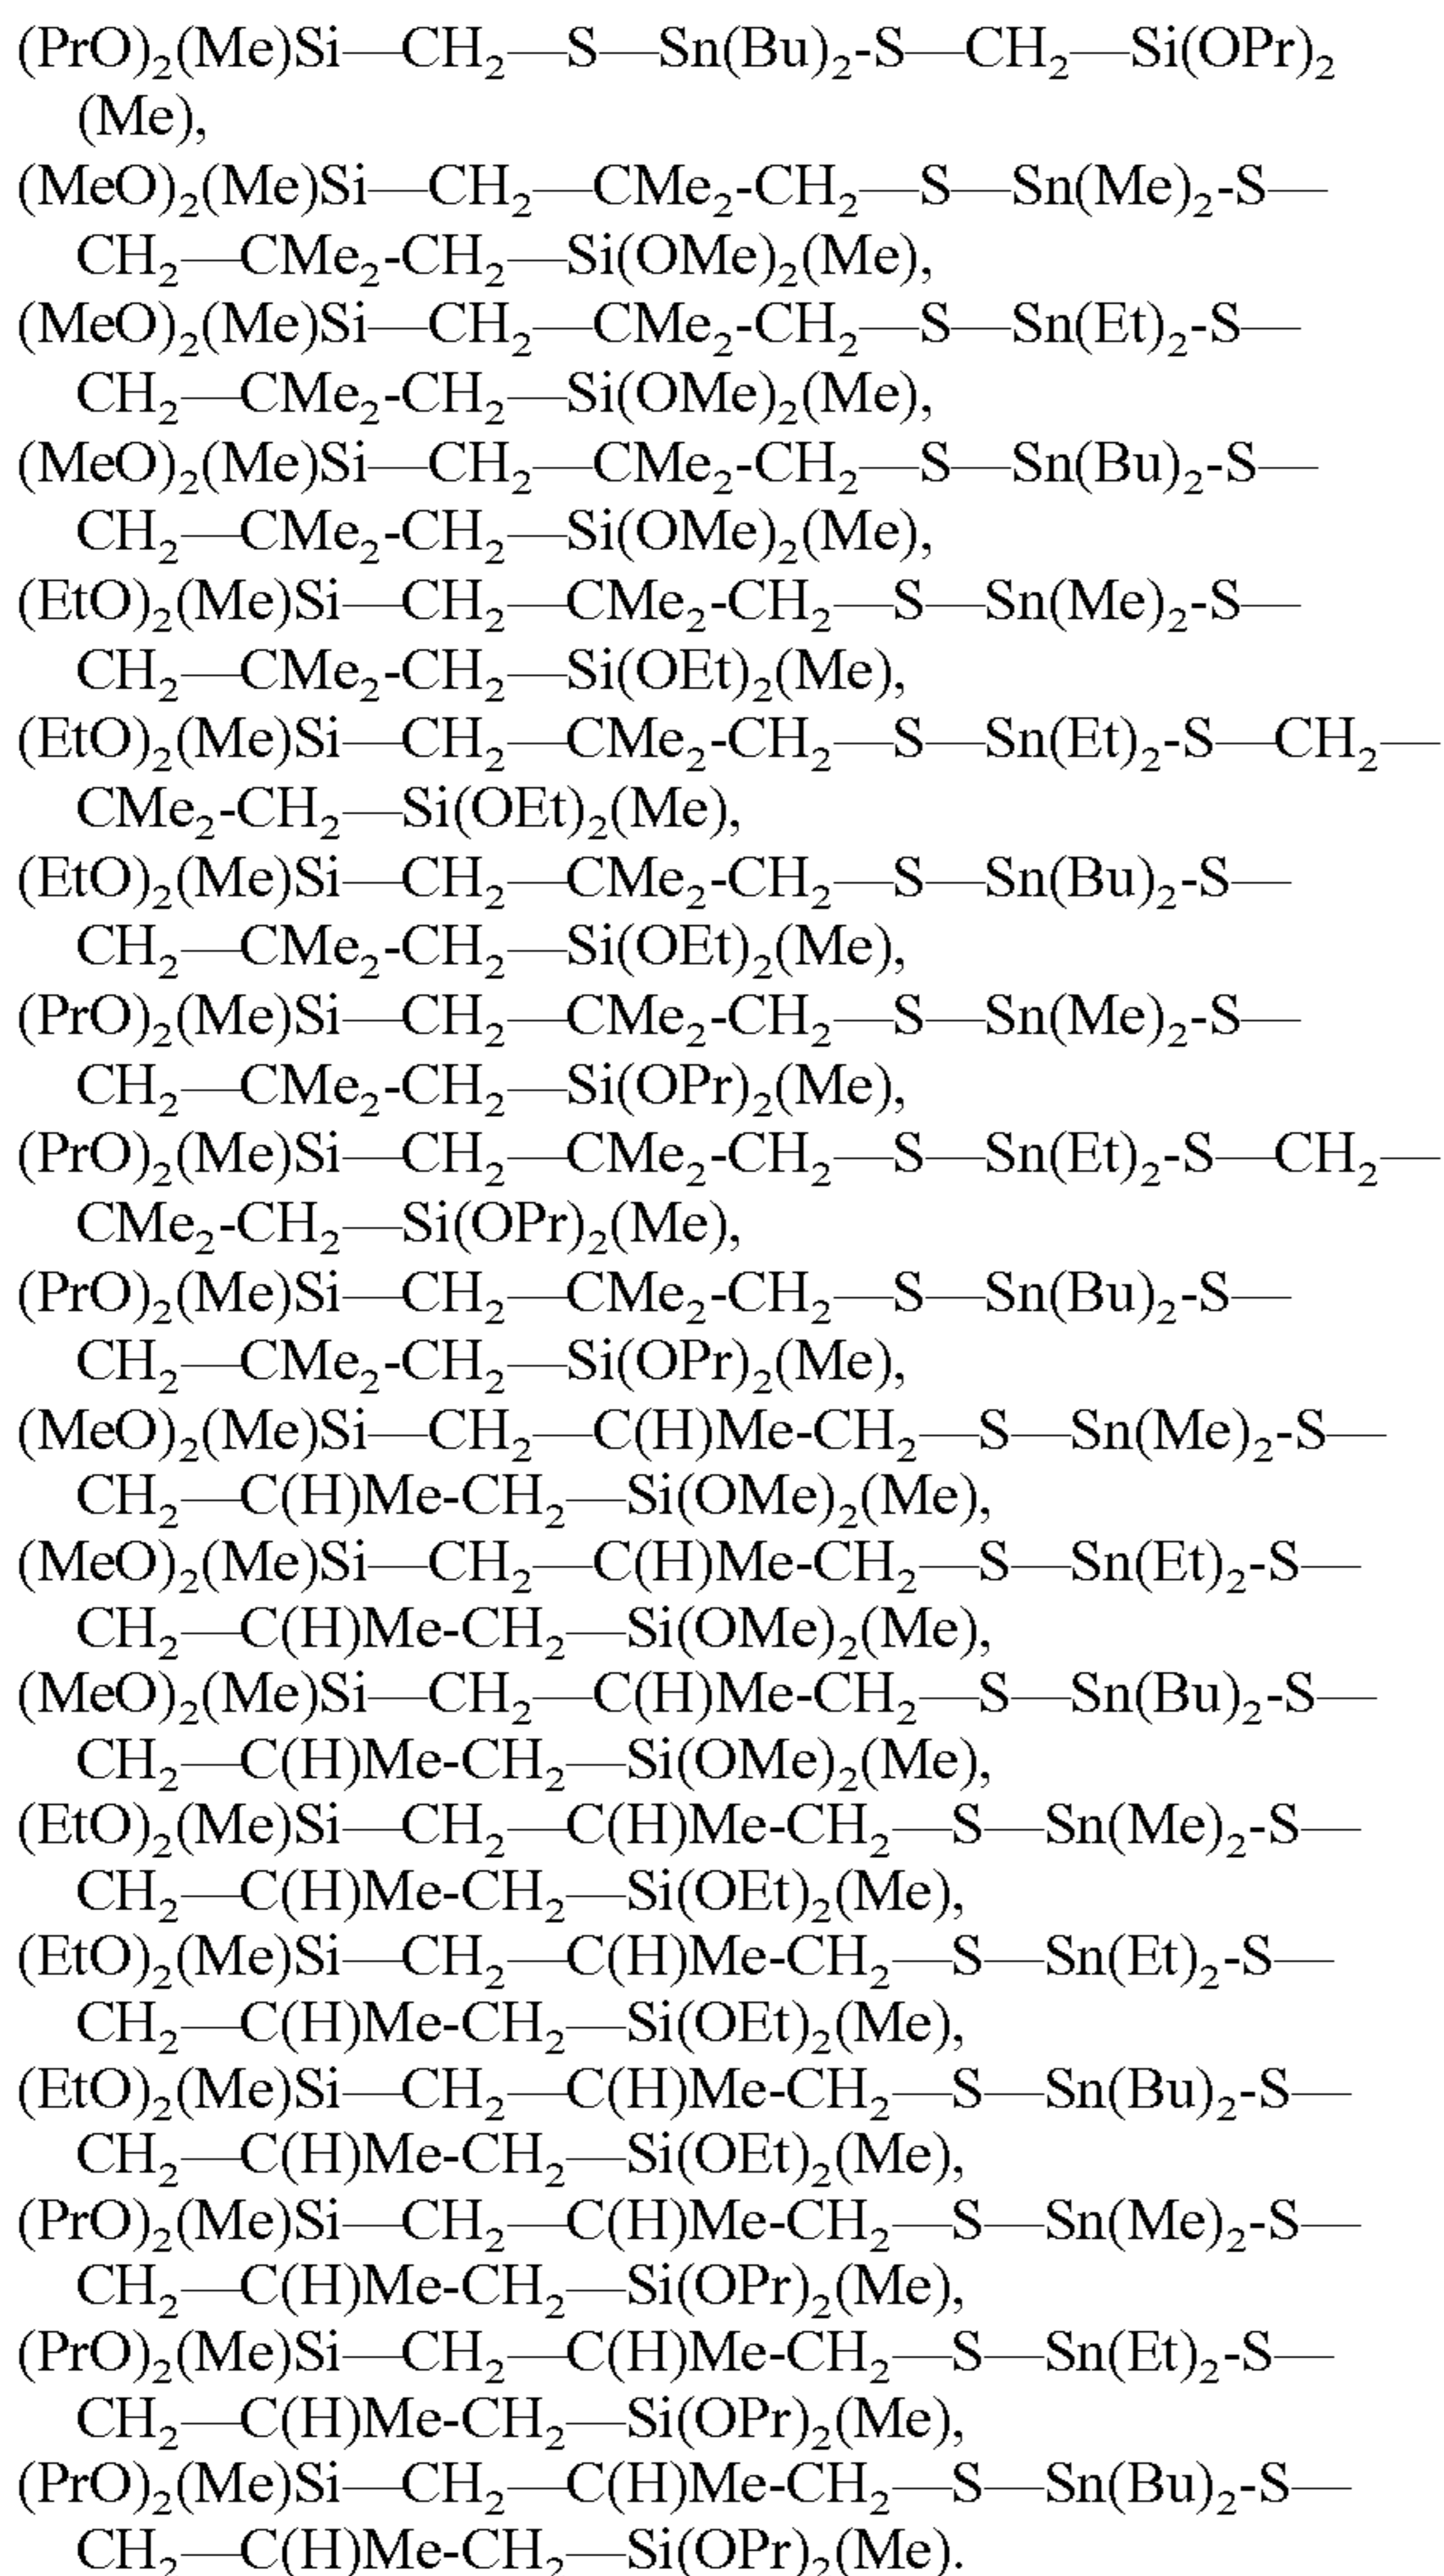 (PrO)₂(Me)Si—CH₂—S—Sn(Bu)₂-S—CH₂—Si(OPr)₂
(Me),
(MeO)₂(Me)Si—CH₂—CMe₂-CH₂—S—Sn(Me)₂-S—
CH₂—CMe₂-CH₂—Si(OMe)₂(Me),
(MeO)₂(Me)Si—CH₂—CMe₂-CH₂—S—Sn(Et)₂-S—
CH₂—CMe₂-CH₂—Si(OMe)₂(Me),
(MeO)₂(Me)Si—CH₂—CMe₂-CH₂—S—Sn(Bu)₂-S—
CH₂—CMe₂-CH₂—Si(OMe)₂(Me),
(EtO)₂(Me)Si—CH₂—CMe₂-CH₂—S—Sn(Me)₂-S—
CH₂—CMe₂-CH₂—Si(OEt)₂(Me),
(EtO)₂(Me)Si—CH₂—CMe₂-CH₂—S—Sn(Et)₂-S—CH₂—
CMe₂-CH₂—Si(OEt)₂(Me),
(EtO)₂(Me)Si—CH₂—CMe₂-CH₂—S—Sn(Bu)₂-S—
CH₂—CMe₂-CH₂—Si(OEt)₂(Me),
(PrO)₂(Me)Si—CH₂—CMe₂-CH₂—S—Sn(Me)₂-S—
CH₂—CMe₂-CH₂—Si(OPr)₂(Me),
(PrO)₂(Me)Si—CH₂—CMe₂-CH₂—S—Sn(Et)₂-S—CH₂—
CMe₂-CH₂—Si(OPr)₂(Me),
(PrO)₂(Me)Si—CH₂—CMe₂-CH₂—S—Sn(Bu)₂-S—
CH₂—CMe₂-CH₂—Si(OPr)₂(Me),
(MeO)₂(Me)Si—CH₂—C(H)Me-CH₂—S—Sn(Me)₂-S—
CH₂—C(H)Me-CH₂—Si(OMe)₂(Me),
(MeO)₂(Me)Si—CH₂—C(H)Me-CH₂—S—Sn(Et)₂-S—
CH₂—C(H)Me-CH₂—Si(OMe)₂(Me),
(MeO)₂(Me)Si—CH₂—C(H)Me-CH₂—S—Sn(Bu)₂-S—
CH₂—C(H)Me-CH₂—Si(OMe)₂(Me),
(EtO)₂(Me)Si—CH₂—C(H)Me-CH₂—S—Sn(Me)₂-S—
CH₂—C(H)Me-CH₂—Si(OEt)₂(Me),
(EtO)₂(Me)Si—CH₂—C(H)Me-CH₂—S—Sn(Et)₂-S—
CH₂—C(H)Me-CH₂—Si(OEt)₂(Me),
(EtO)₂(Me)Si—CH₂—C(H)Me-CH₂—S—Sn(Bu)₂-S—
CH₂—C(H)Me-CH₂—Si(OEt)₂(Me),
(PrO)₂(Me)Si—CH₂—C(H)Me-CH₂—S—Sn(Me)₂-S—
CH₂—C(H)Me-CH₂—Si(OPr)₂(Me),
(PrO)₂(Me)Si—CH₂—C(H)Me-CH₂—S—Sn(Et)₂-S—
CH₂—C(H)Me-CH₂—Si(OPr)₂(Me),
(PrO)₂(Me)Si—CH₂—C(H)Me-CH₂—S—Sn(Bu)₂-S—
CH₂—C(H)Me-CH₂—Si(OPr)₂(Me).